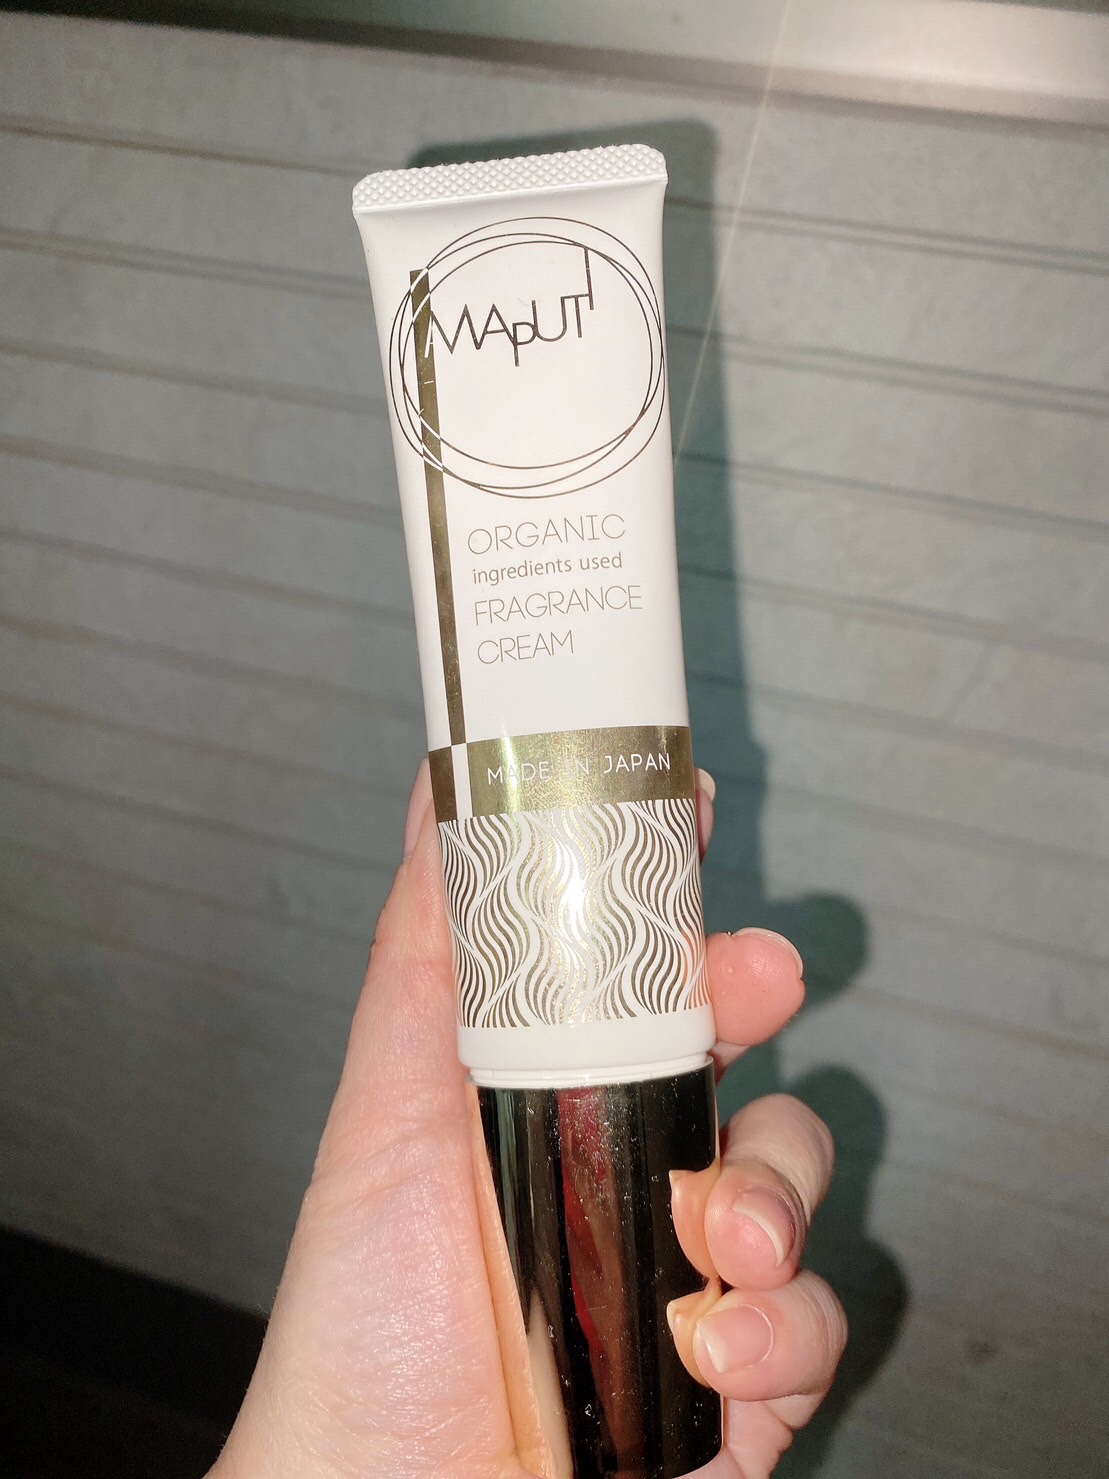 MApUTI
ORGANIC
ingredients used
FRAGRANCE
CREAM
MADE IN JAPAN